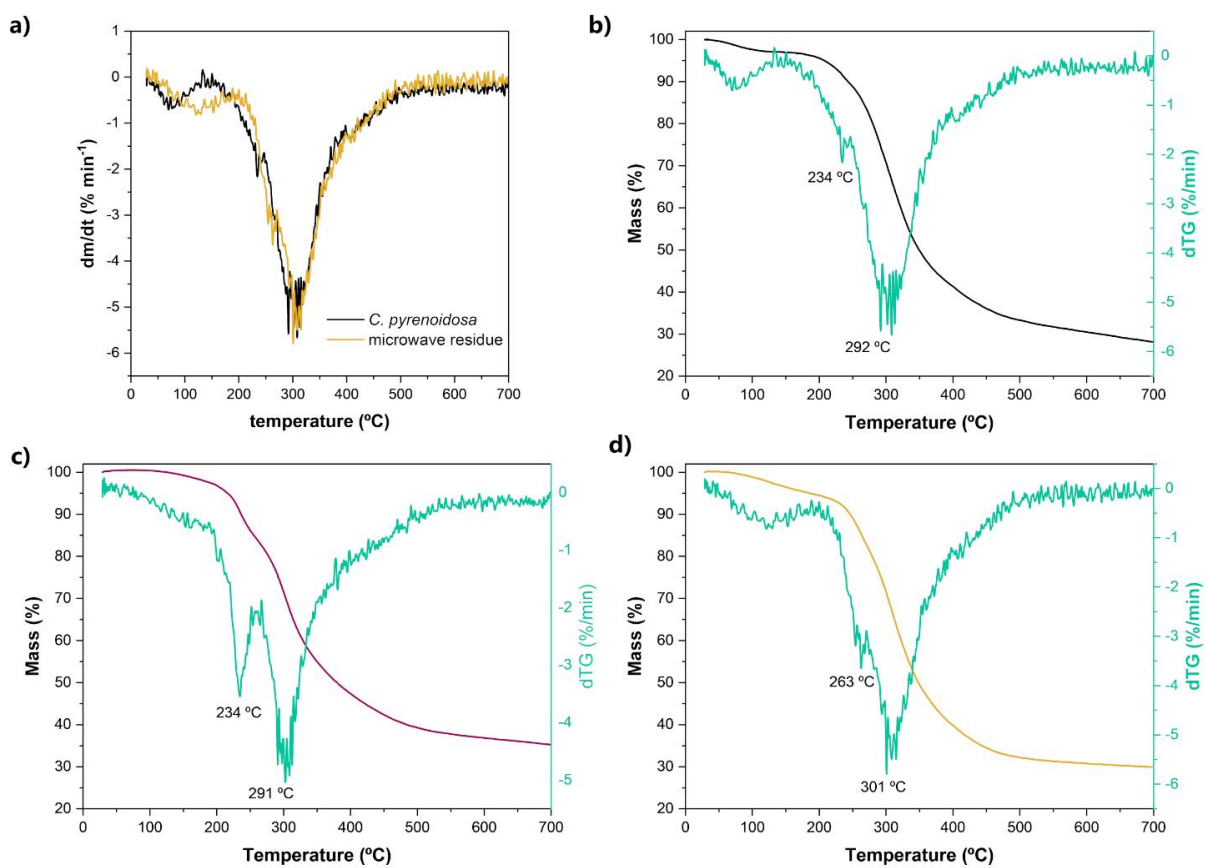 a)
1
0
-1
-2
-3
-4
-5
-6
dm/dt (% min⁻¹)
C. pyrenoidosa
microwave residue
0 100 200 300 400 500 600 700
temperature (ºC)
b)
100
90
80
70
60
50
40
30
20
Mass (%)
234 ºC
292 ºC
0
-1
-2
-3
-4
-5
-6
dTG (%/min)
0 100 200 300 400 500 600 700
Temperature (ºC)
c)
100
90
80
70
60
50
40
30
20
Mass (%)
234 ºC
291 ºC
0
-1
-2
-3
-4
-5
dTG (%/min)
0 100 200 300 400 500 600 700
Temperature (ºC)
d)
100
90
80
70
60
50
40
30
20
Mass (%)
263 ºC
301 ºC
0
-1
-2
-3
-4
-5
-6
dTG (%/min)
0 100 200 300 400 500 600 700
Temperature (ºC)